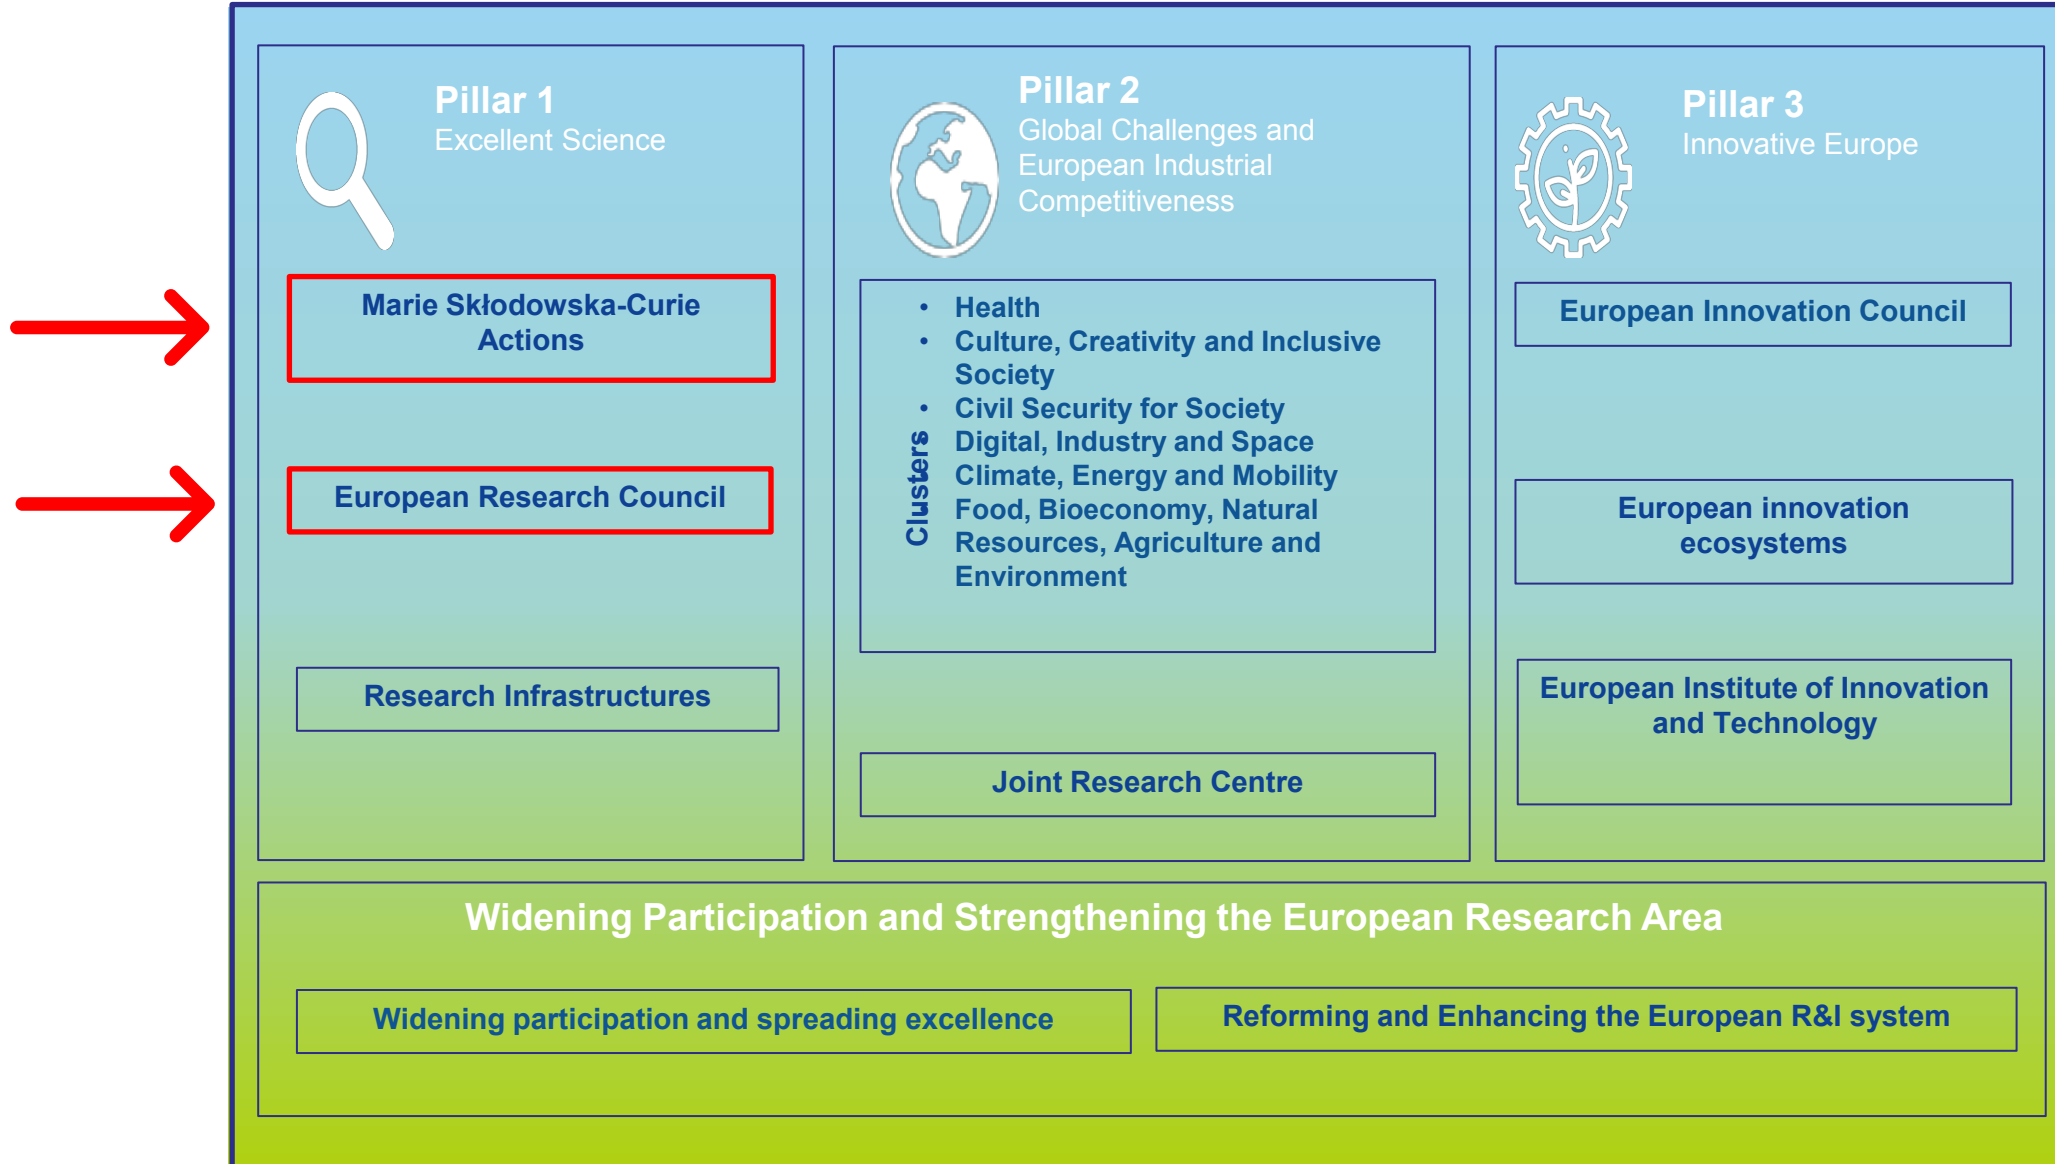 Pillar 1
Excellent Science
Marie Skłodowska-Curie
Actions
European Research Council
Research Infrastructures
Pillar 2
Global Challenges and
European Industrial
Competitiveness
Clusters
• Health
• Culture, Creativity and Inclusive
Society
• Civil Security for Society
Digital, Industry and Space
Climate, Energy and Mobility
Food, Bioeconomy, Natural
Resources, Agriculture and
Environment
Joint Research Centre
Pillar 3
Innovative Europe
European Innovation Council
European innovation
ecosystems
European Institute of Innovation
and Technology
Widening Participation and Strengthening the European Research Area
Widening participation and spreading excellence
Reforming and Enhancing the European R&I system